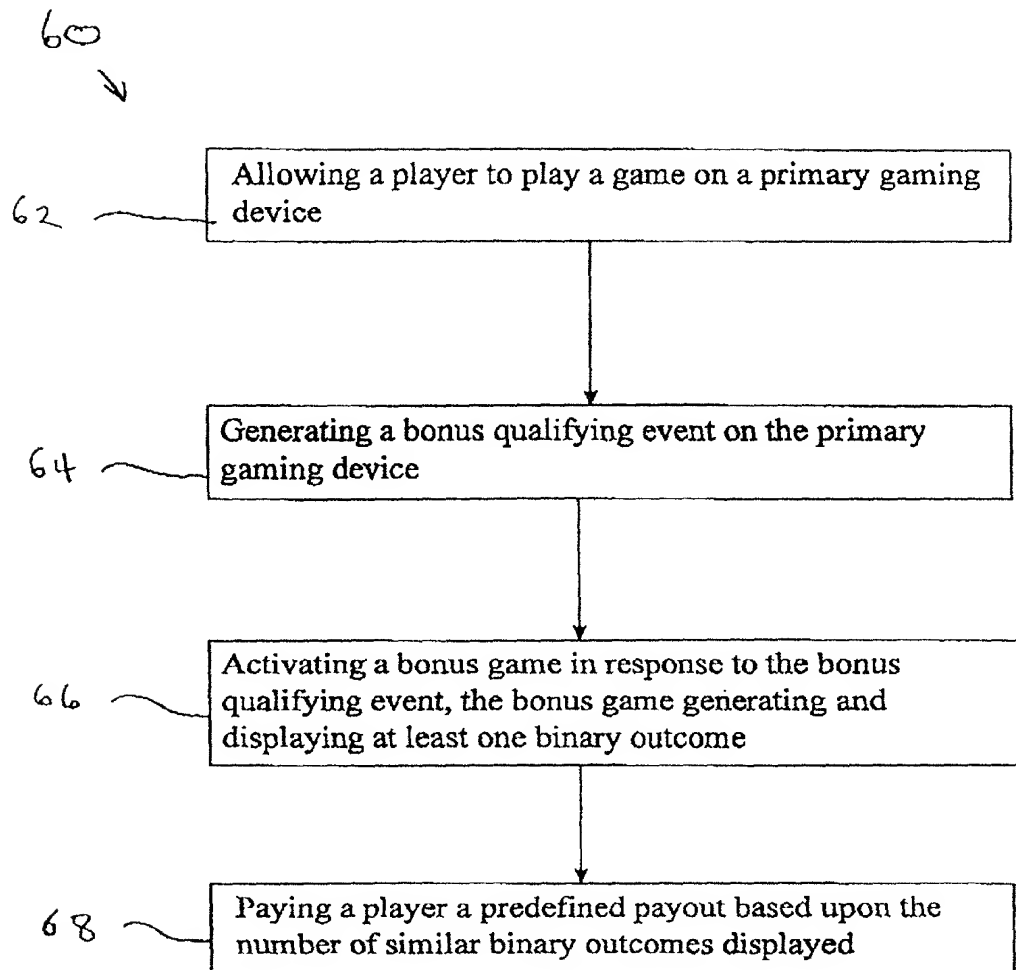 60
62
Allowing a player to play a game on a primary gaming
device
64
Generating a bonus qualifying event on the primary
gaming device
66
Activating a bonus game in response to the bonus
qualifying event, the bonus game generating and
displaying at least one binary outcome
68
Paying a player a predefined payout based upon the
number of similar binary outcomes displayed